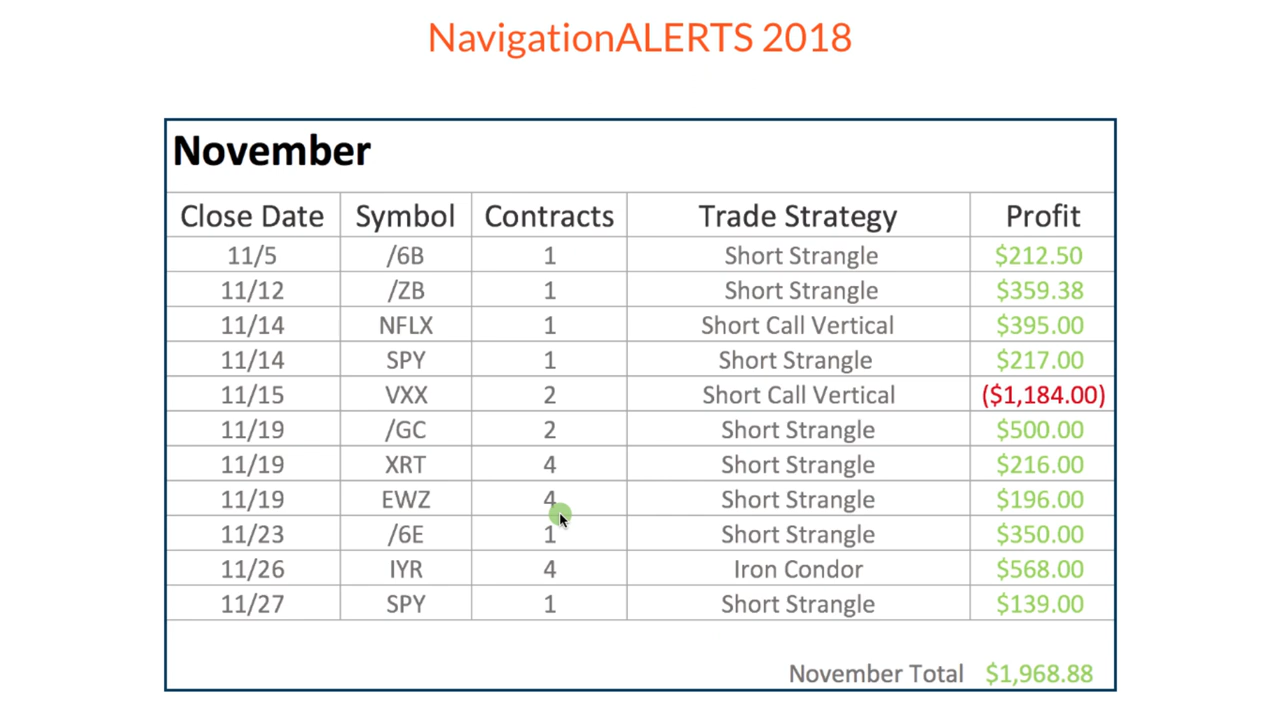 NavigationALERTS 2018
November
Close Date Symbol Contracts Trade Strategy Profit
11/5 /6B 1 Short Strangle $212.50
11/12 /ZB 1 Short Strangle $359.38
11/14 NFLX 1 Short Call Vertical $395.00
11/14 SPY 1 Short Strangle $217.00
11/15 VXX 2 Short Call Vertical ($1,184.00)
11/19 /GC 2 Short Strangle $500.00
11/19 XRT 4 Short Strangle $216.00
11/19 EWZ 4 Short Strangle $196.00
11/23 /6E 1 Short Strangle $350.00
11/26 IYR 4 Iron Condor $568.00
11/27 SPY 1 Short Strangle $139.00
November Total $1,968.88